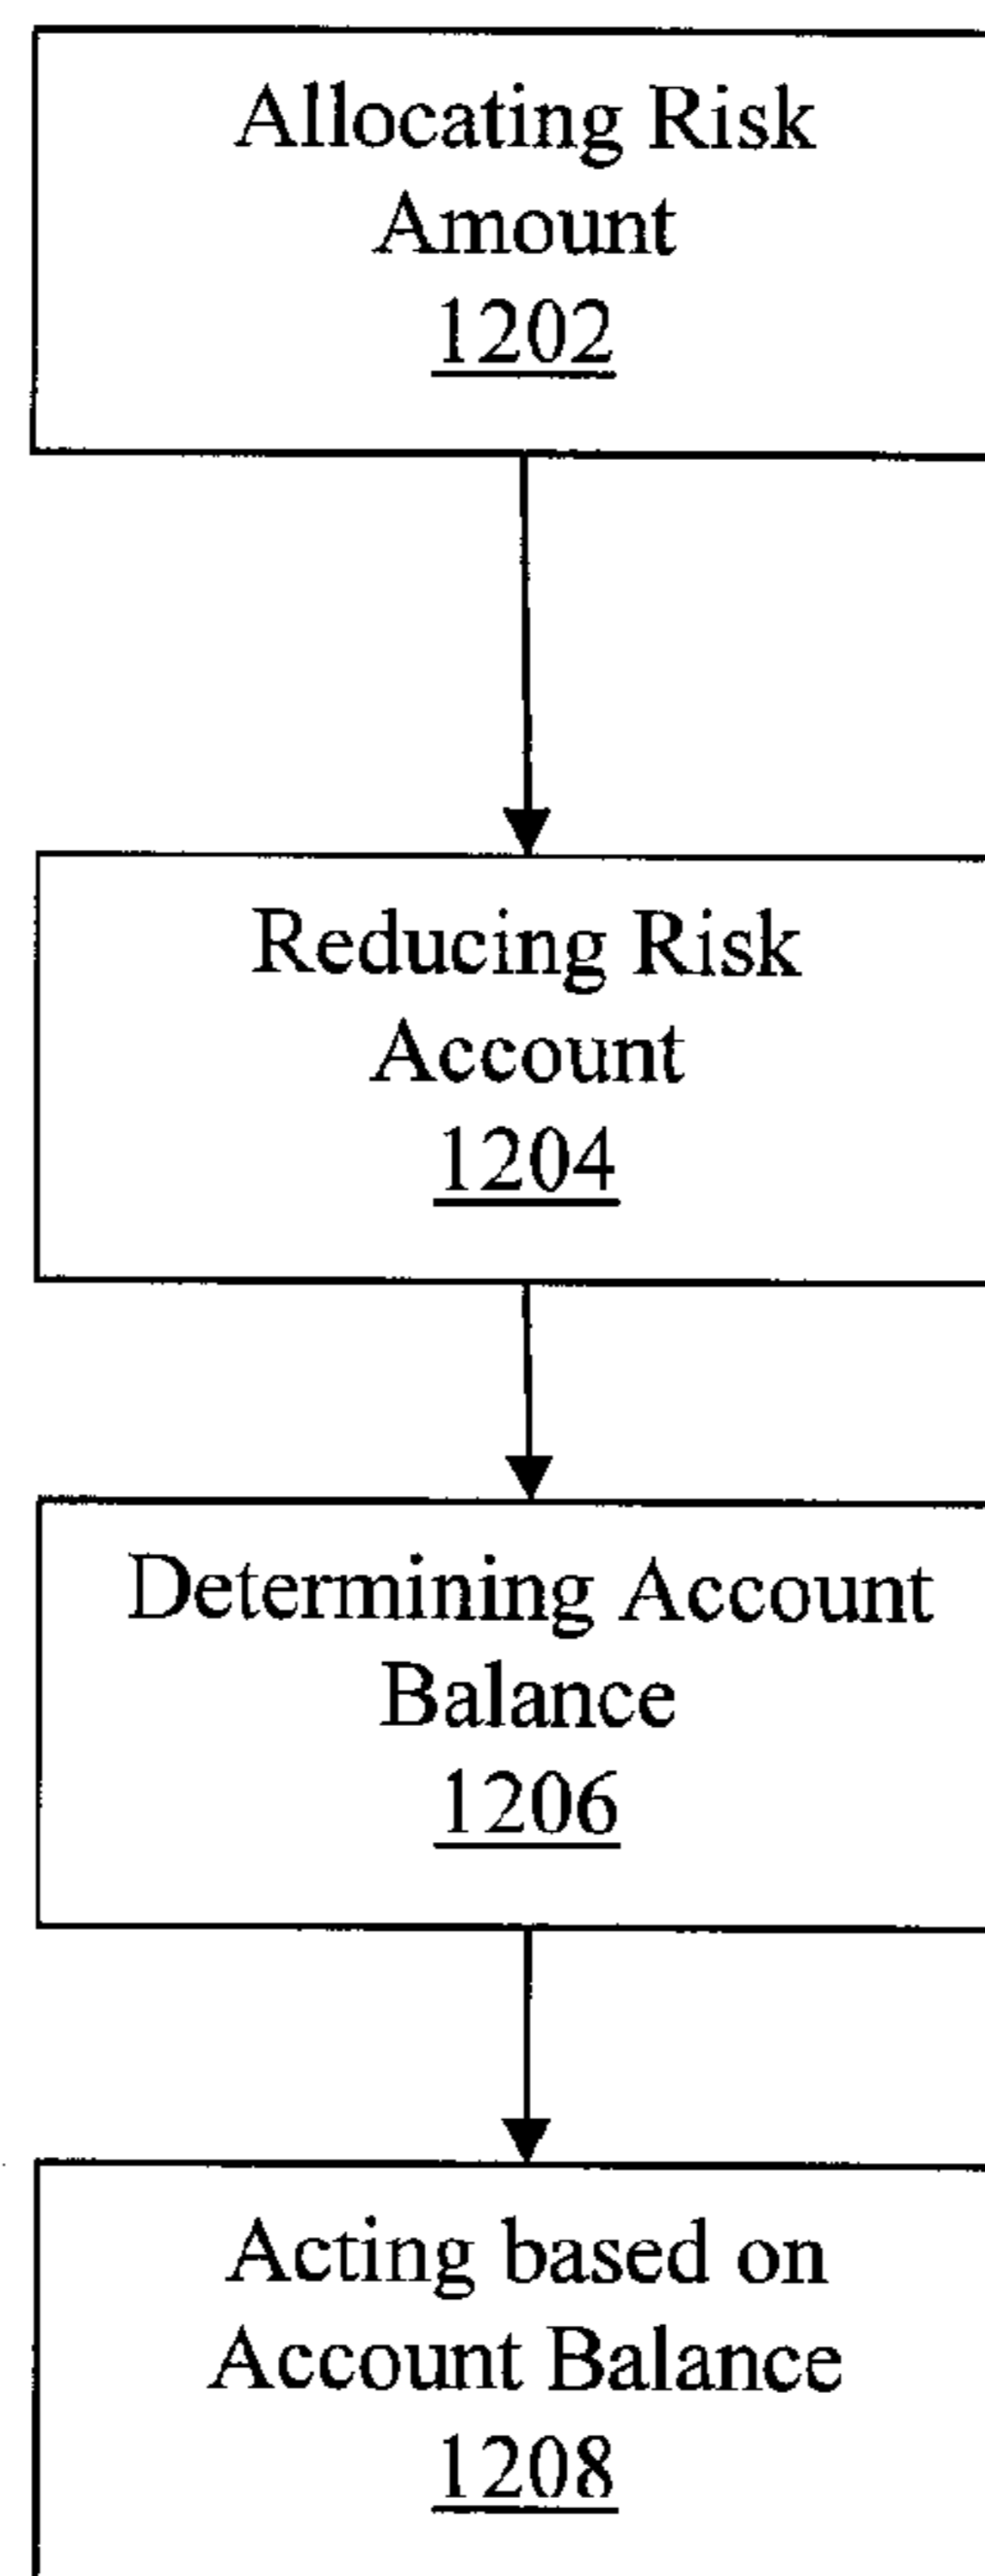 Allocating Risk
Amount
1202
Reducing Risk
Account
1204
Determining Account
Balance
1206
Acting based on
Account Balance
1208